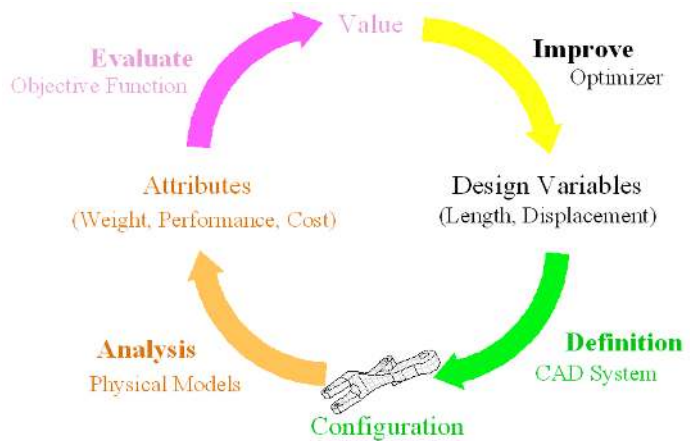 Value
Improve
Optimizer
Evaluate
Objective Function
Attributes
(Weight, Performance, Cost)
Design Variables
(Length, Displacement)
Analysis
Physical Models
Definition
CAD System
Configuration